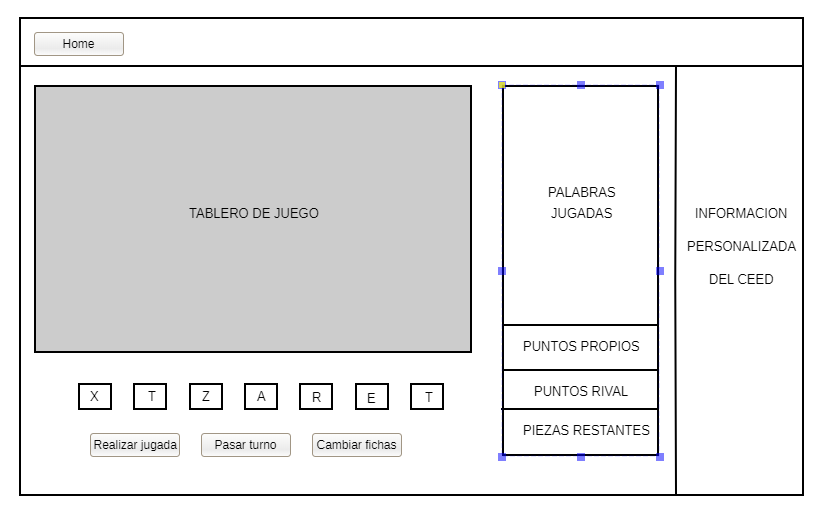 Home
TABLERO DE JUEGO
PALABRAS
JUGADAS
INFORMACION
PERSONALIZADA
DEL CEED
PUNTOS PROPIOS
PUNTOS RIVAL
PIEZAS RESTANTES
X T Z A R E T
Realizar jugada Pasar turno Cambiar fichas